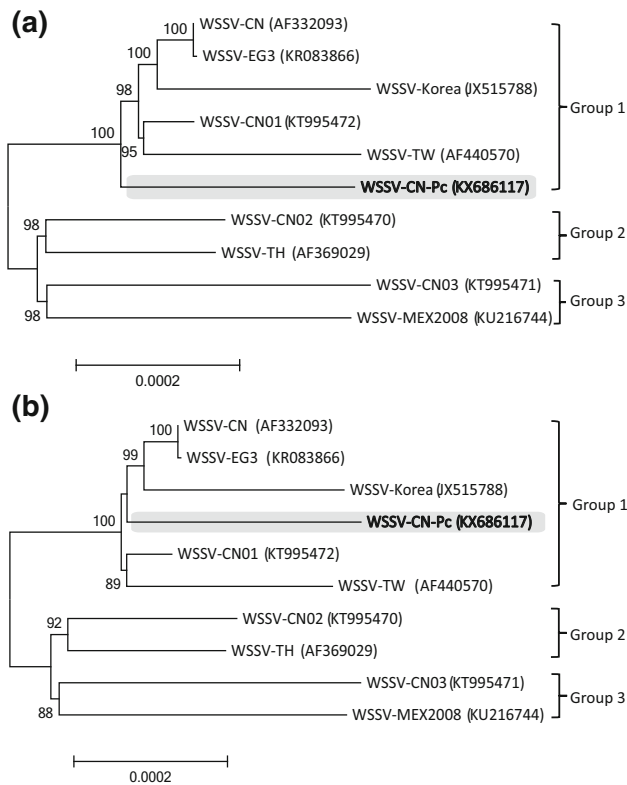 (a)
WSSV-CN (AF332093)
100
WSSV-EG3 (KR083866)
100
WSSV-Korea (JX515788)
98
Group 1
WSSV-CN01 (KT995472)
100
95
WSSV-TW (AF440570)
WSSV-CN-Pc (KX686117)
98
WSSV-CN02 (KT995470)
Group 2
WSSV-TH (AF369029)
WSSV-CN03 (KT995471)
Group 3
98
WSSV-MEX2008 (KU216744)
0.0002
(b)
WSSV-CN (AF332093)
100
WSSV-EG3 (KR083866)
99
WSSV-Korea (JX515788)
Group 1
WSSV-CN-Pc (KX686117)
100
WSSV-CN01 (KT995472)
89
WSSV-TW (AF440570)
92
WSSV-CN02 (KT995470)
Group 2
WSSV-TH (AF369029)
WSSV-CN03 (KT995471)
Group 3
88
WSSV-MEX2008 (KU216744)
0.0002